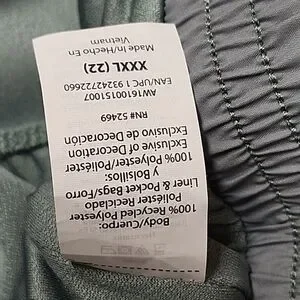 Body/Cuerpo:
100% Recycled Polyester
Poliéster Reciclado
Liner & Pocket Bags/Forro
y Bolsillos:
100% Polyester/Poliéster
Exclusive of Decoration
Exclusivo de Decoración
RN# 52469
AW16100151007
EAN/UPC 1 93242722660
XXXL (22)
Made in/Hecho En
Vietnam